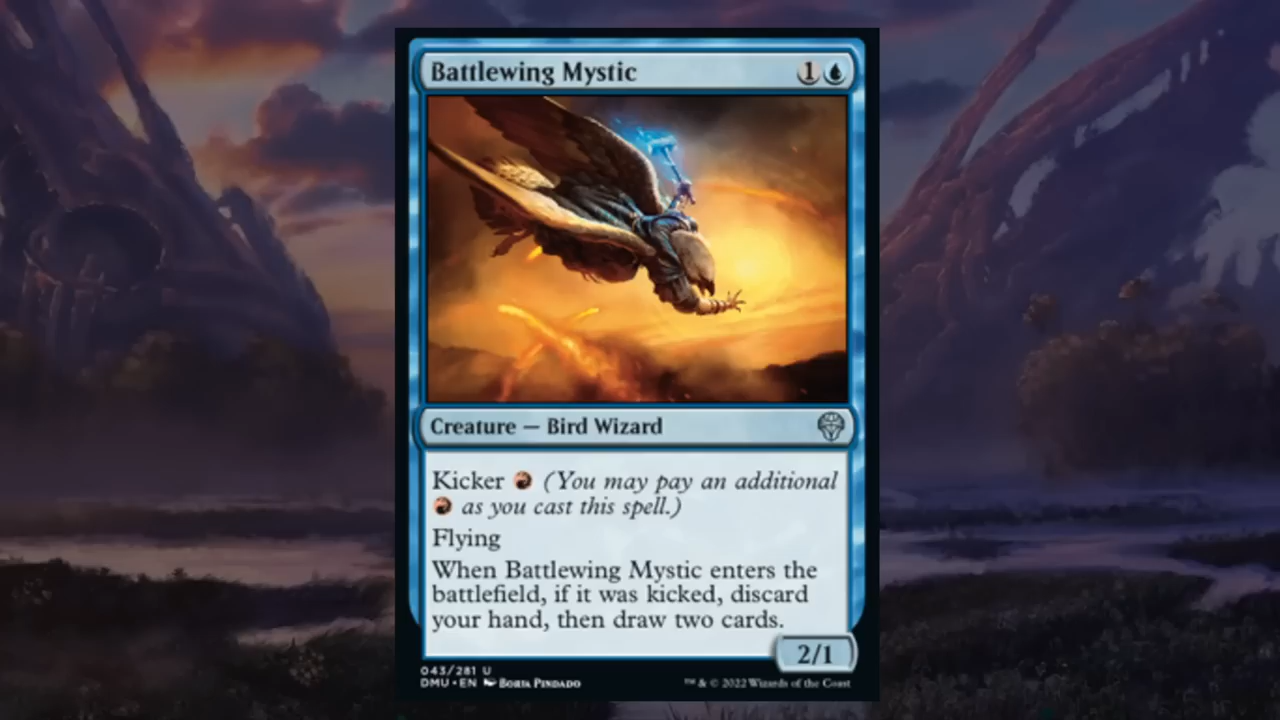 Battlewing Mystic 1
Creature — Bird Wizard
Kicker (You may pay an additional
as you cast this spell.)
Flying
When Battlewing Mystic enters the
battlefield, if it was kicked, discard
your hand, then draw two cards.
2/1
043/281 U
DMU • EN Borja Pindado
™ & © 2022 Wizards of the Coast